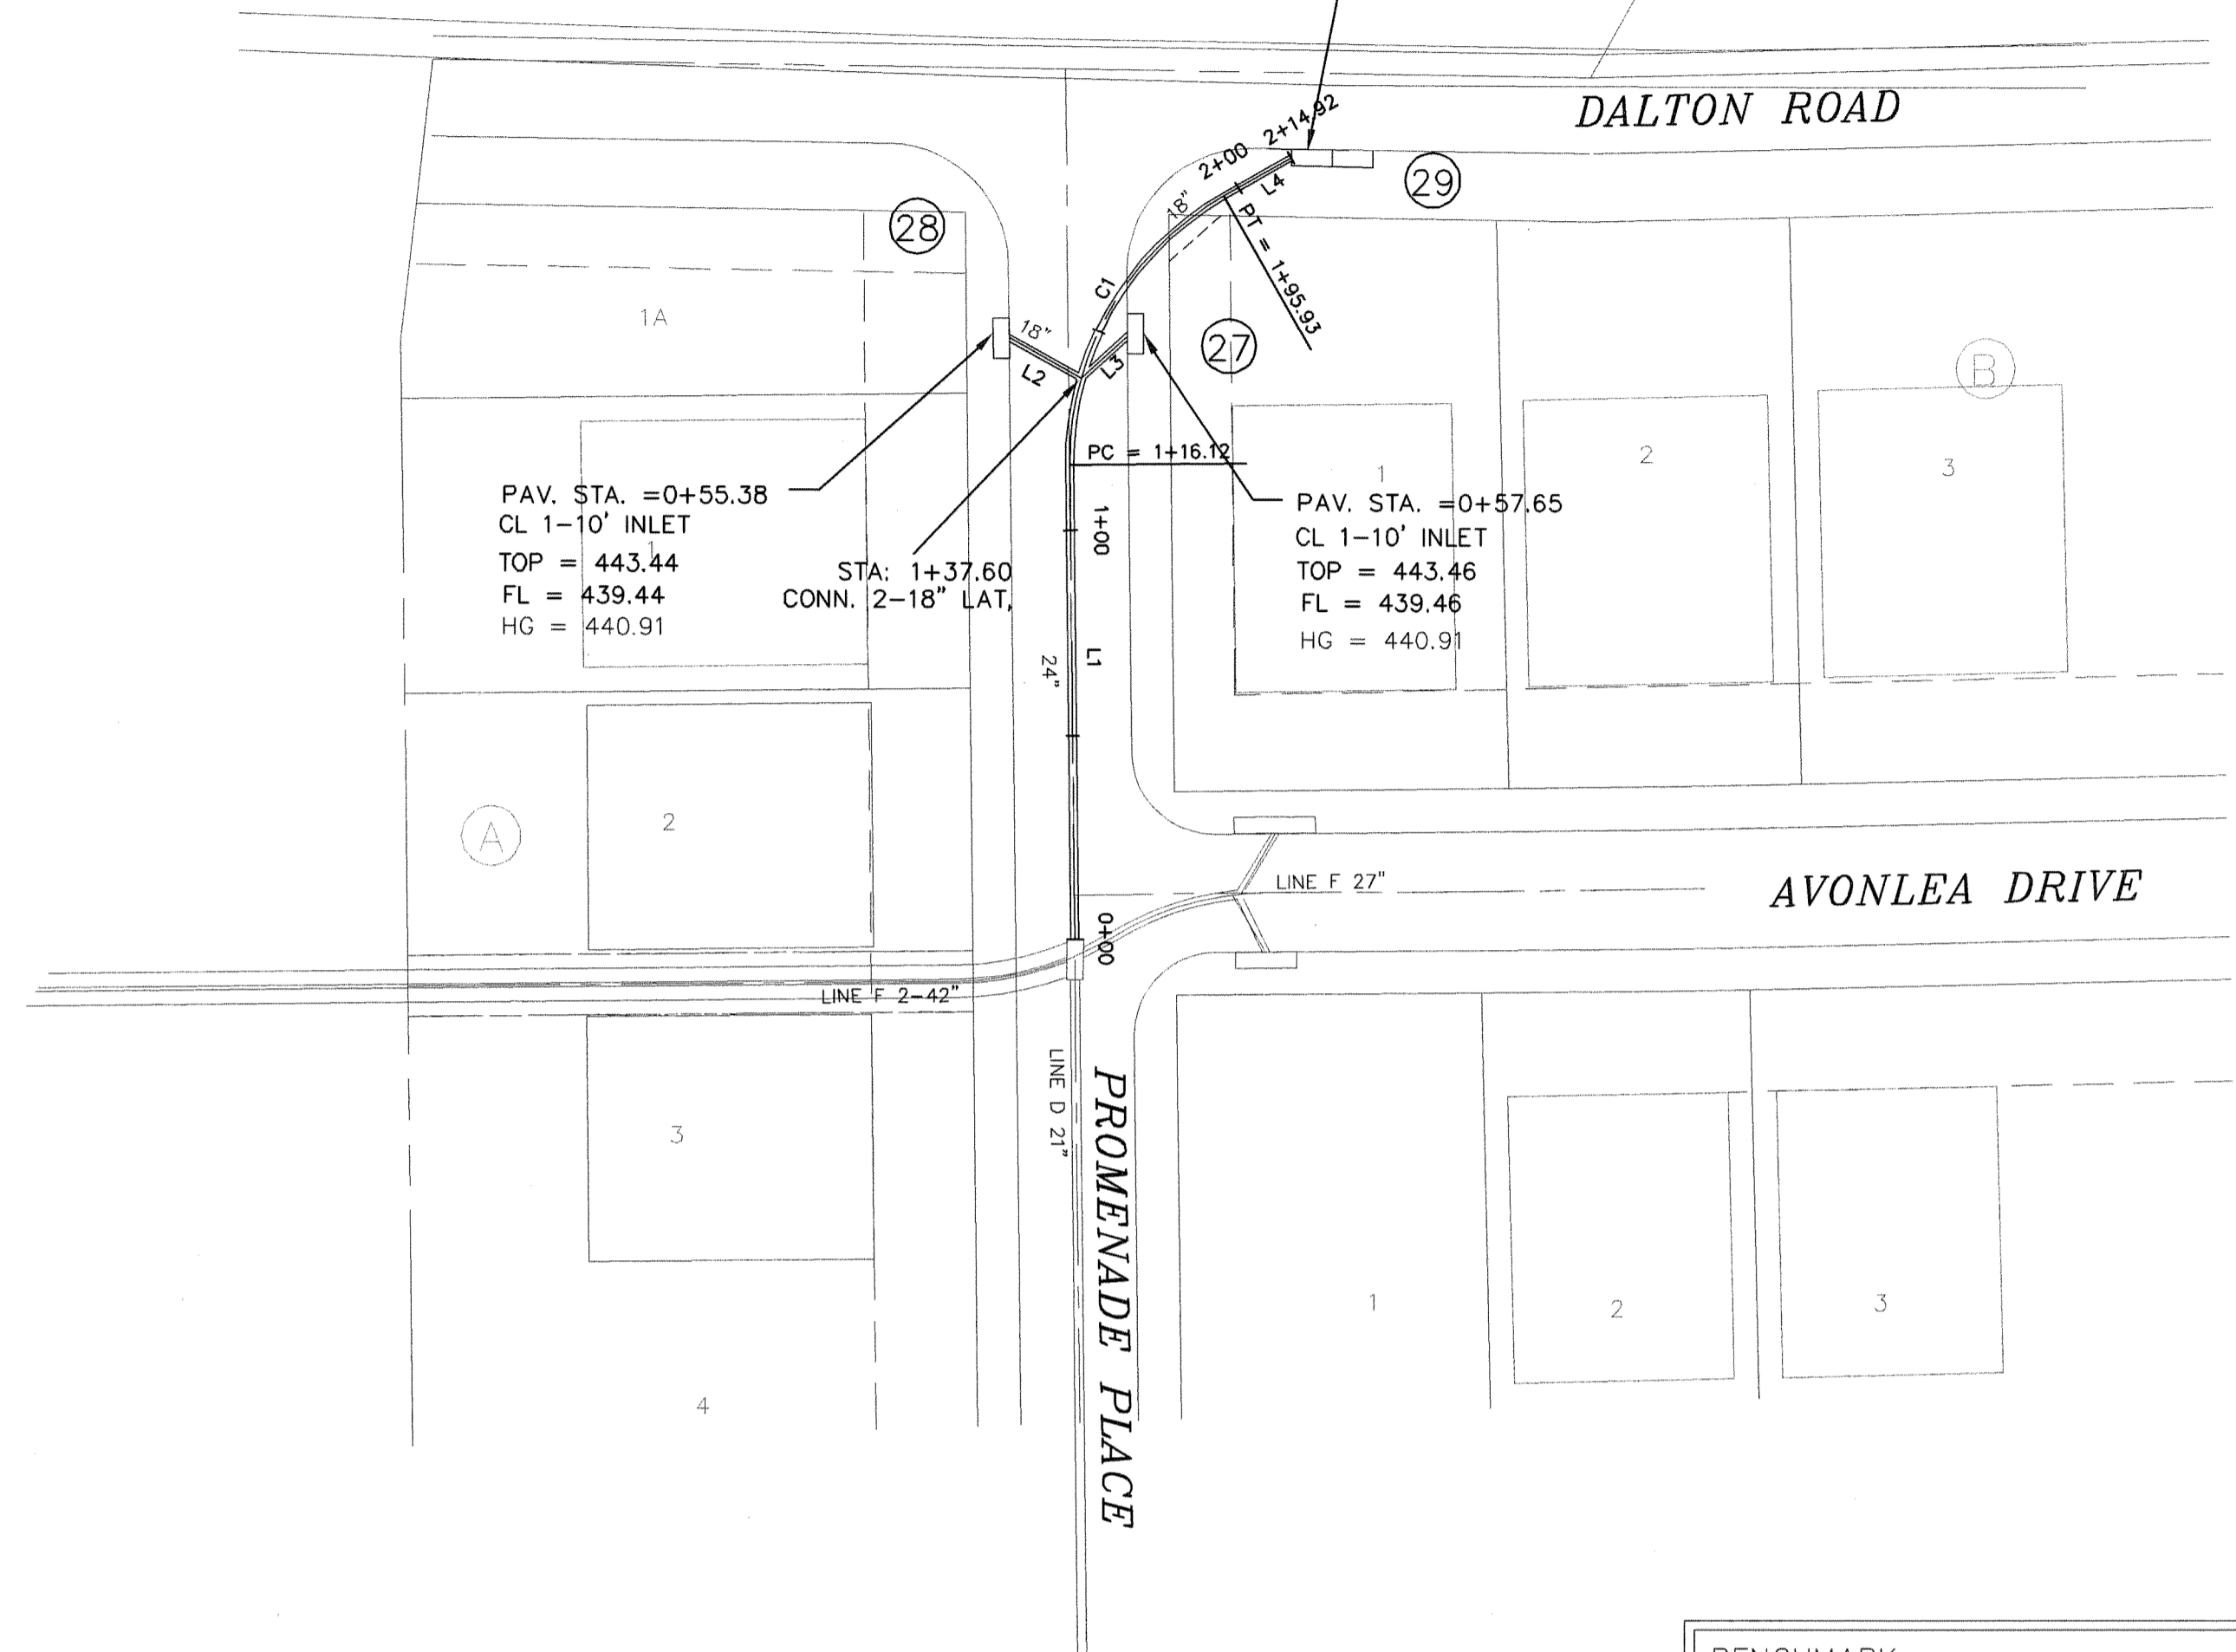 DALTON ROAD
2+14.92
2+00
L4
18"
29
28
PT = 1+95.93
C1
1A
18"
L2
L3
27
B
PC = 1+16.12
PAV. STA. =0+55.38
CL 1-10' INLET
TOP = 443.44
FL = 439.44
HG = 440.91
1
STA: 1+37.60
CONN. 2-18" LAT.
1+00
PAV. STA. =0+57.65
CL 1-10' INLET
TOP = 443.46
FL = 439.46
HG = 440.91
1
2
3
L1
24"
A
2
LINE F 27"
AVONLEA DRIVE
0+00
LINE F 2-42"
LINE D 21"
PROMENADE PLACE
3
4
1
2
3